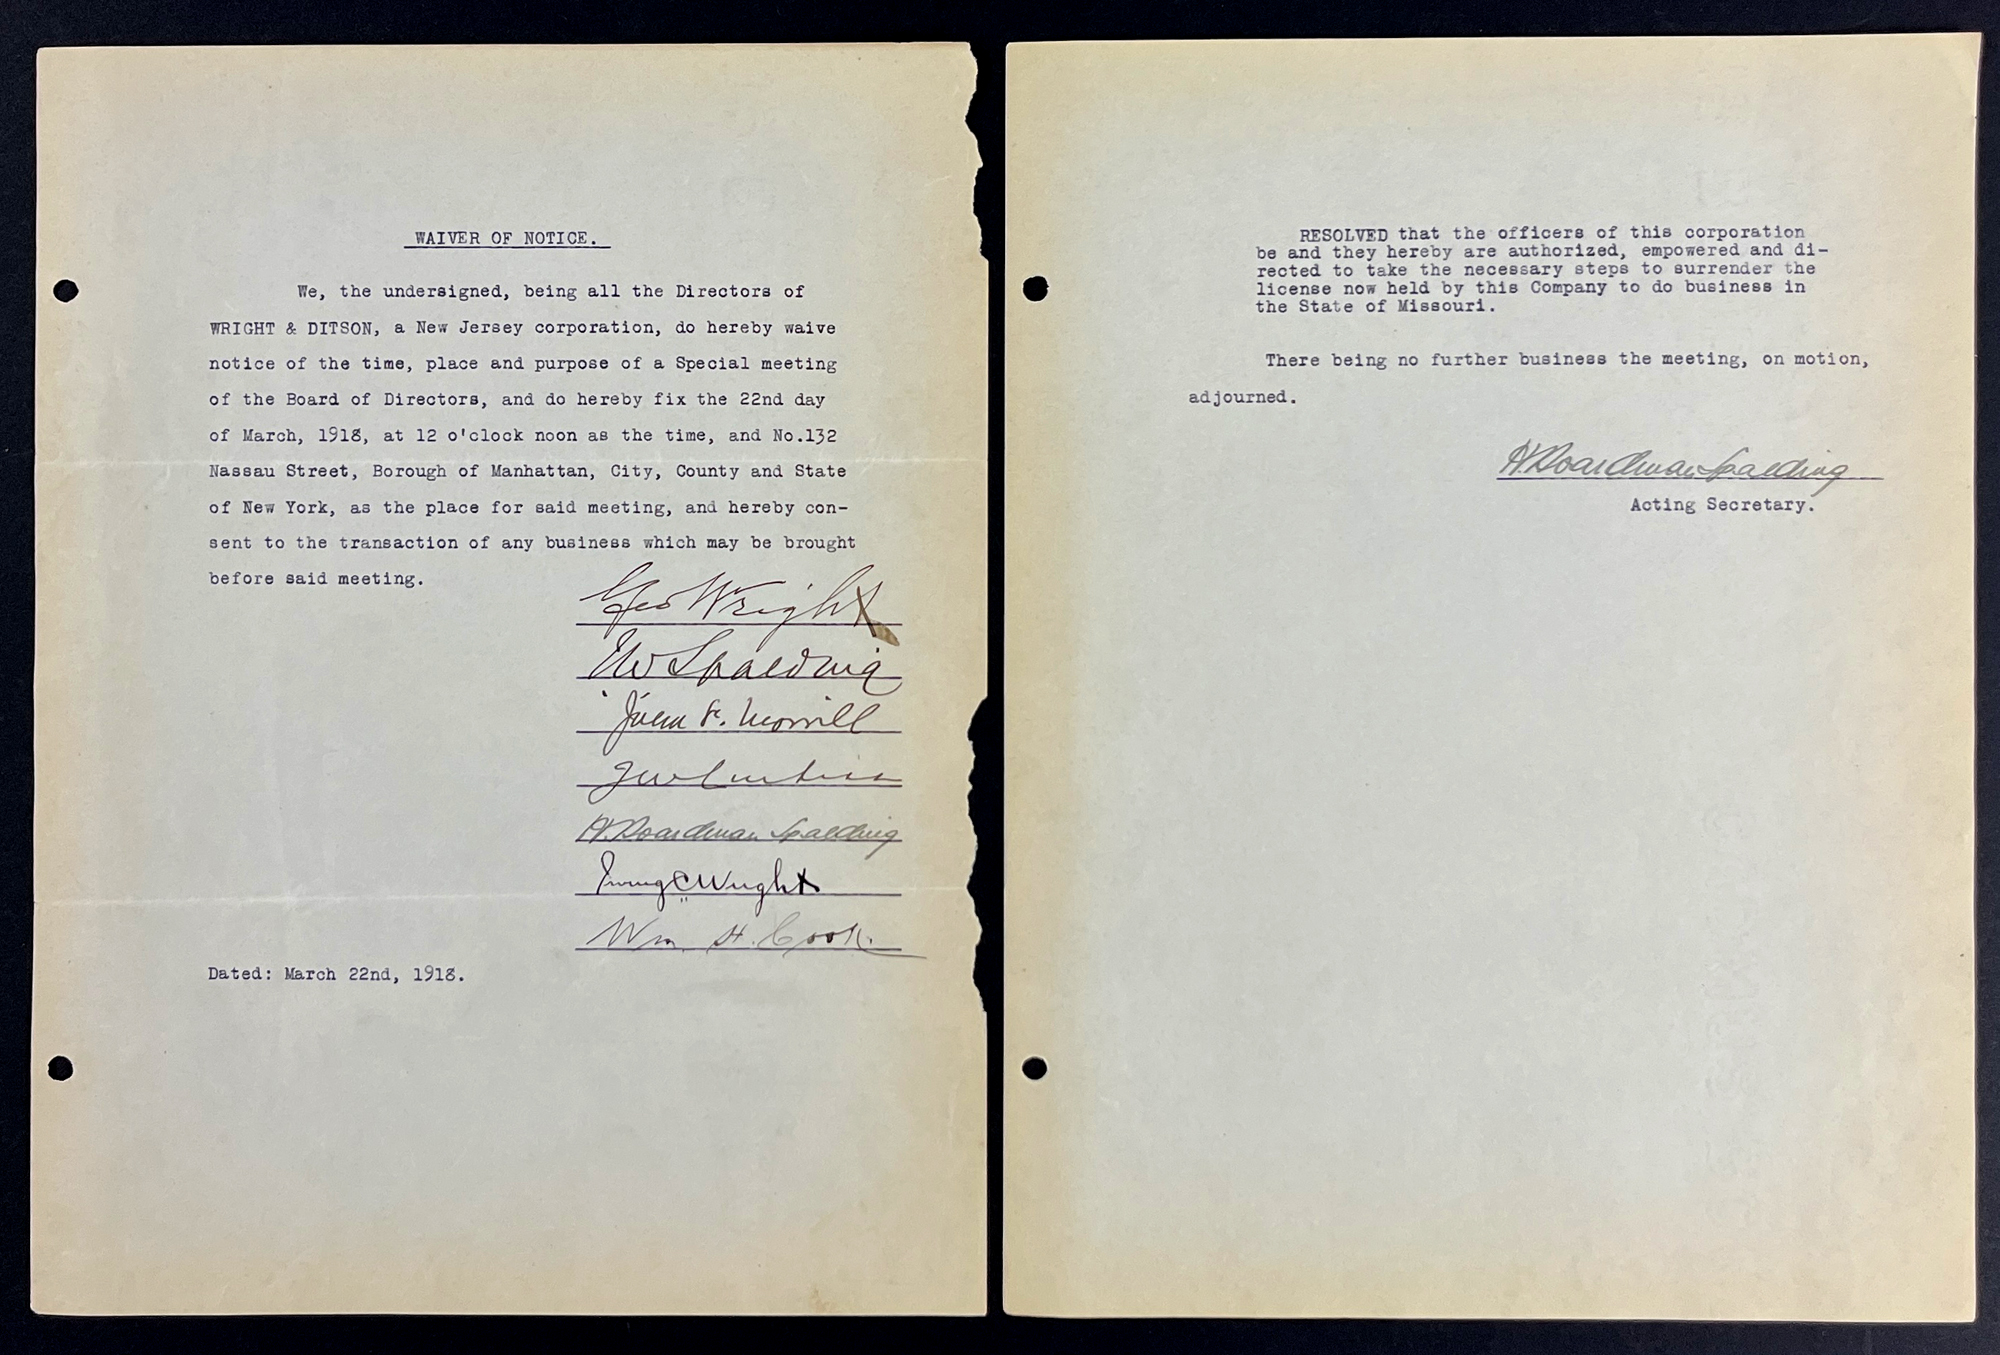 WAIVER OF NOTICE.
We, the undersigned, being all the Directors of
WRIGHT & DITSON, a New Jersey corporation, do hereby waive
notice of the time, place and purpose of a Special meeting
of the Board of Directors, and do hereby fix the 22nd day
of March, 1918, at 12 o'clock noon as the time, and No.132
Nassau Street, Borough of Manhattan, City, County and State
of New York, as the place for said meeting, and hereby con-
sent to the transaction of any business which may be brought
before said meeting.
Geo Wright
Spalding
F. Morrill
H. Boardman Spalding
Irving C Wright
Wm. H. Cook.
Dated: March 22nd, 1918.
RESOLVED that the officers of this corporation
be and they hereby are authorized, empowered and di-
rected to take the necessary steps to surrender the
license now held by this Company to do business in
the State of Missouri.
There being no further business the meeting, on motion,
adjourned.
H. Boardman Spalding
Acting Secretary.